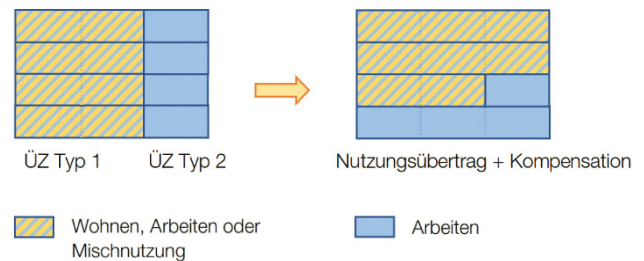 ÜZ Typ 1
ÜZ Typ 2
Nutzungsübertrag + Kompensation
Wohnen, Arbeiten oder
Mischnutzung
Arbeiten